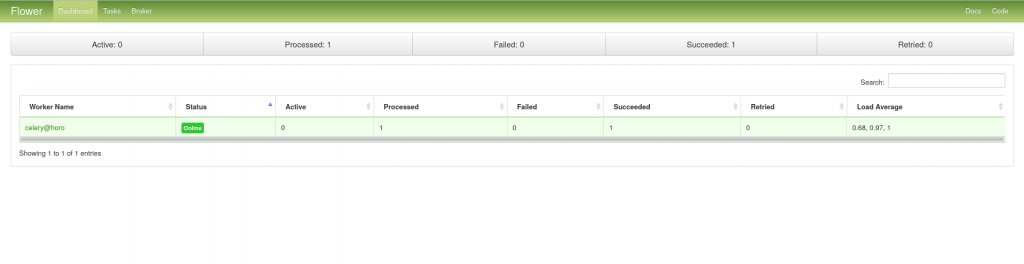 Flower Dashboard Tasks Broker Docs Code
Active: 0 Processed: 1 Failed: 0 Succeeded: 1 Retried: 0
Search:
Worker Name Status Active Processed Failed Succeeded Retried Load Average
celery@horo Online 0 1 0 1 0 0.68, 0.97, 1
Showing 1 to 1 of 1 entries